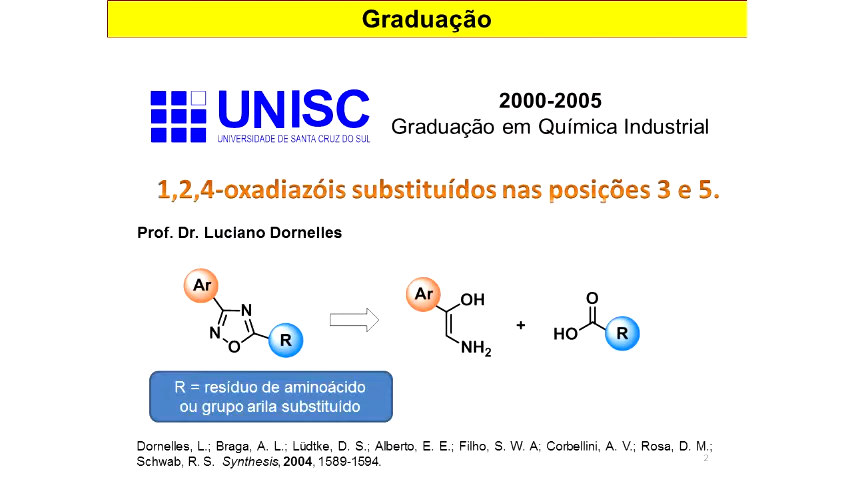 Graduação
UNISC
UNIVERSIDADE DE SANTA CRUZ DO SUL
2000-2005
Graduação em Química Industrial
1,2,4-oxadiazóis substituídos nas posições 3 e 5.
Prof. Dr. Luciano Dornelles
Ar
N
N
O
R
Ar
OH
NH2
+
O
HO
R
R = resíduo de aminoácido
ou grupo arila substituído
Dornelles, L.; Braga, A. L.; Lüdtke, D. S.; Alberto, E. E.; Filho, S. W. A; Corbellini, A. V.; Rosa, D. M.;
Schwab, R. S. Synthesis, 2004, 1589-1594.
2